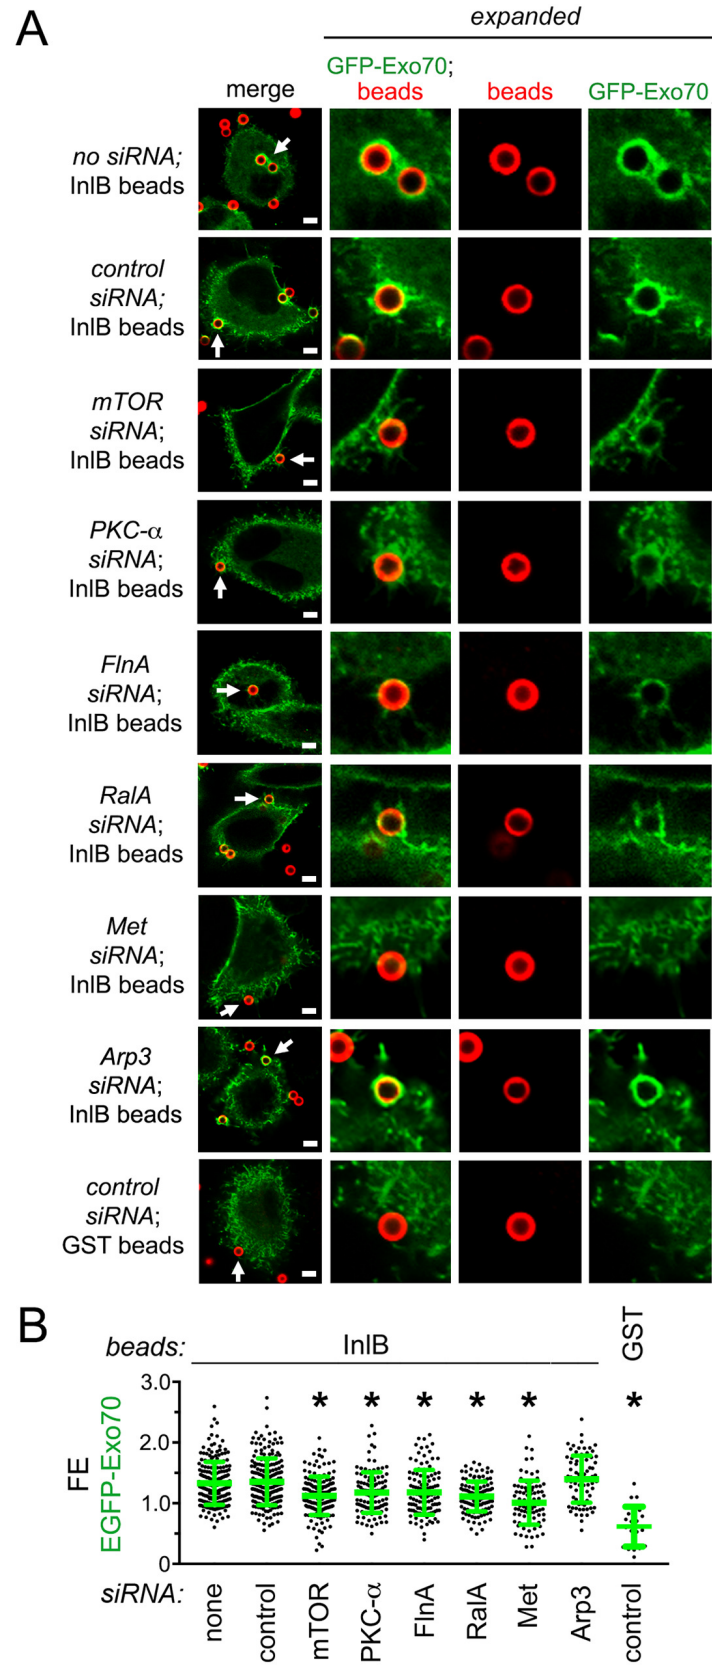 A
expanded
merge
GFP-Exo70;
beads
beads
GFP-Exo70
no siRNA;
InlB beads
control
siRNA;
InlB beads
mTOR
siRNA;
InlB beads
PKC-α
siRNA;
InlB beads
FlnA
siRNA;
InlB beads
RalA
siRNA;
InlB beads
Met
siRNA;
InlB beads
Arp3
siRNA;
InlB beads
control
siRNA;
GST beads
B
beads:
InlB
GST
FE
EGFP-Exo70
3.0
2.0
1.0
0
* * * * * *
siRNA:
none
control
mTOR
PKC-α
FlnA
RalA
Met
Arp3
control